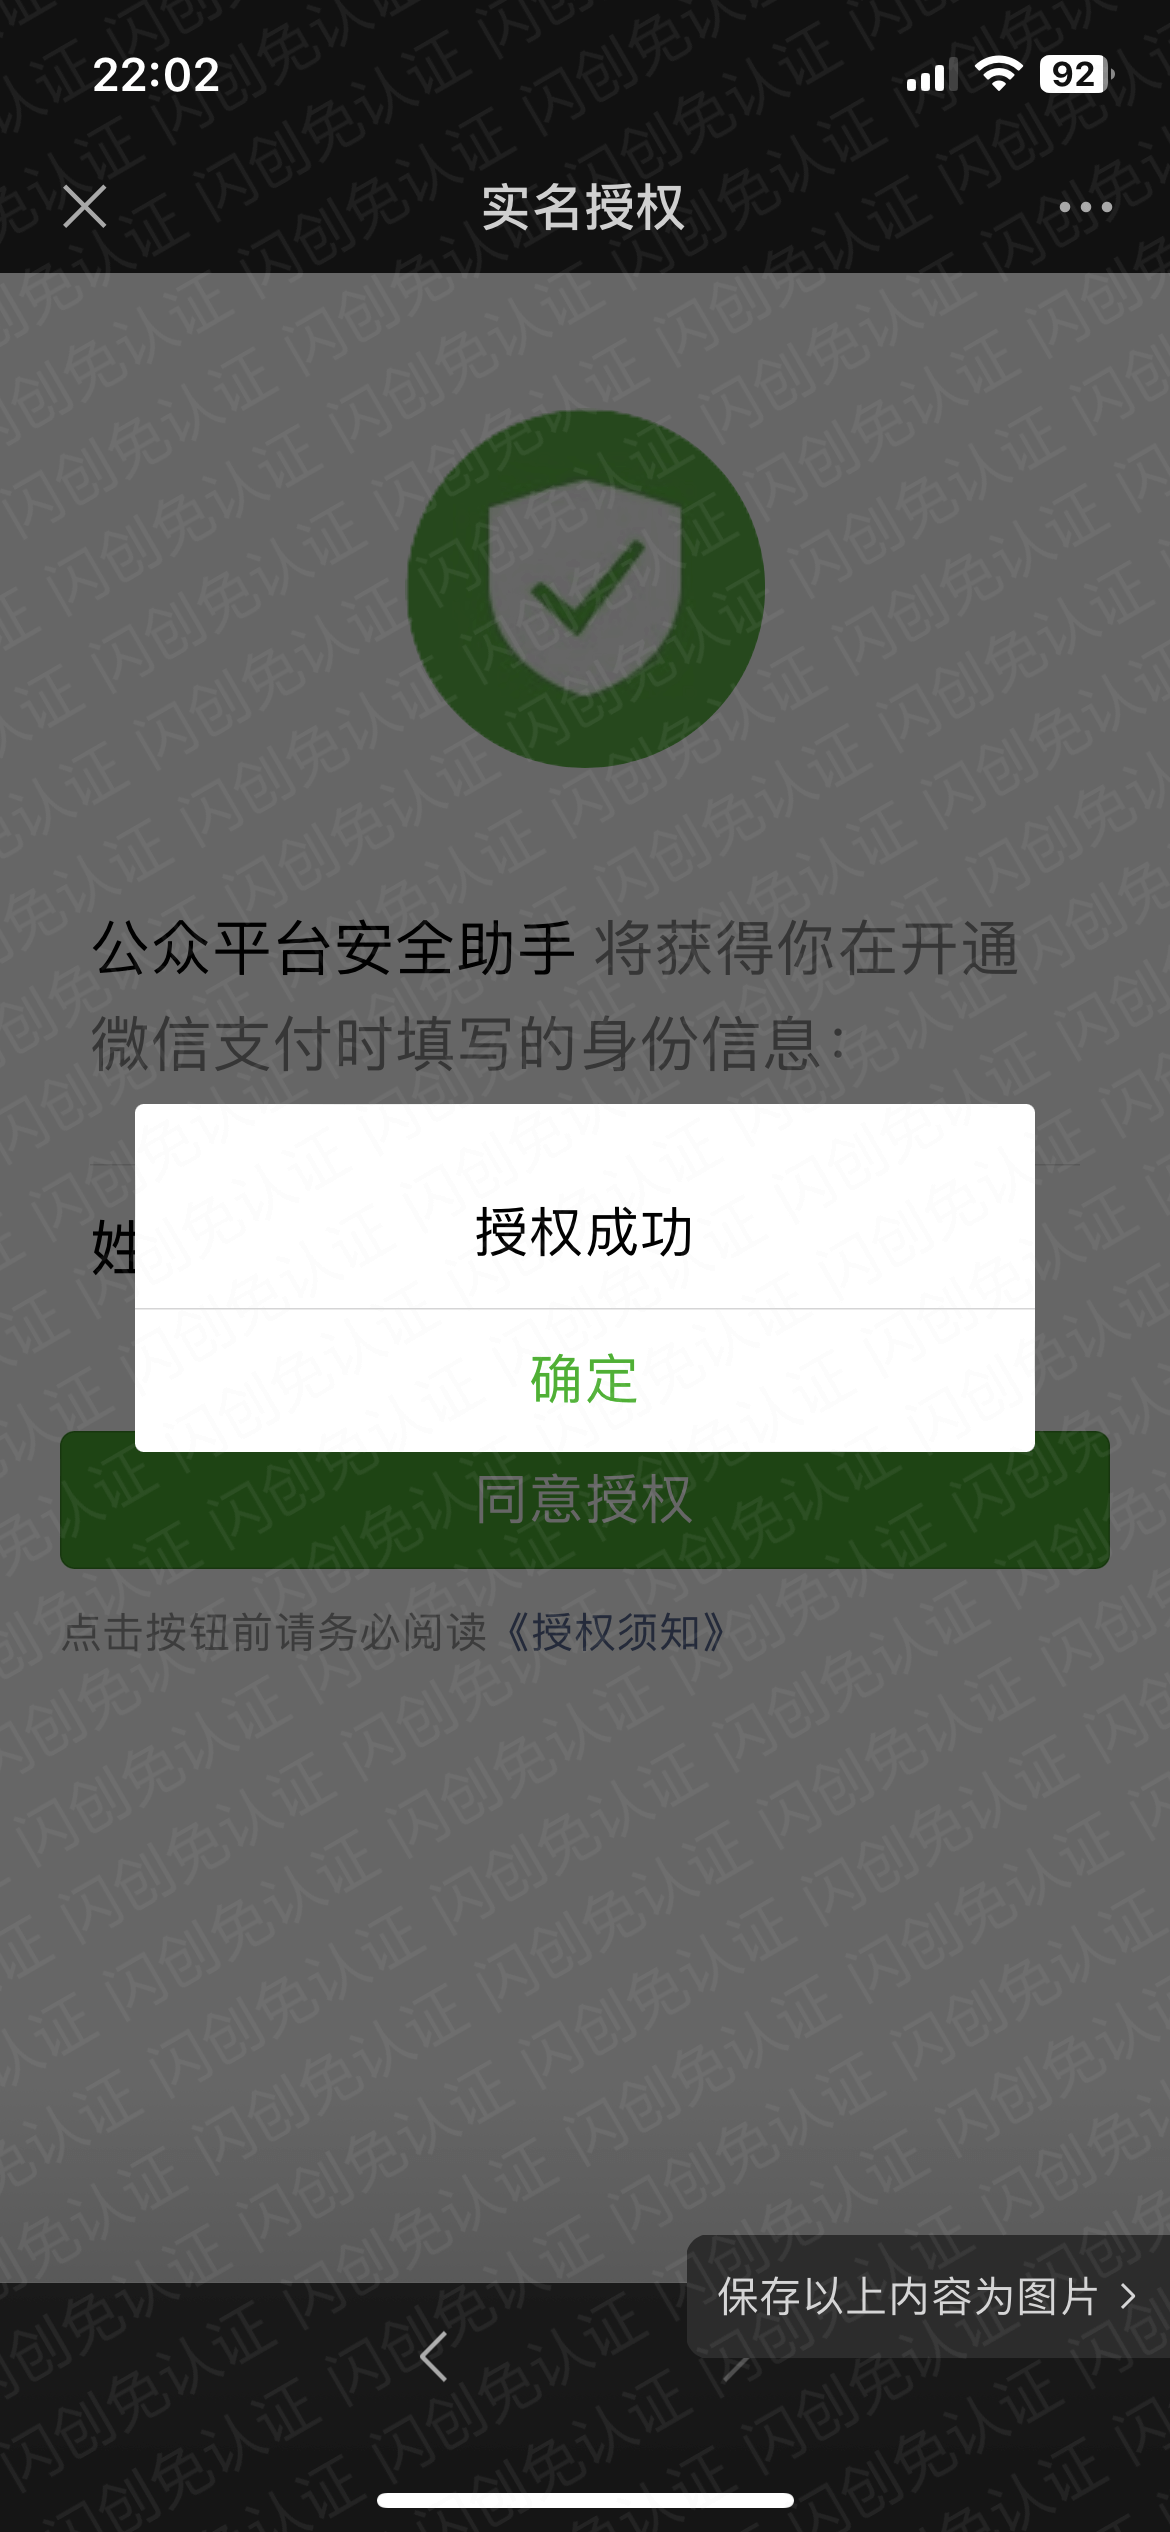 22:02
92
实名授权
公众平台安全助手 将获得你在开通
微信支付时填写的身份信息:
姓
授权成功
确定
同意授权
点击按钮前请务必阅读《授权须知》
保存以上内容为图片
闪创免认证